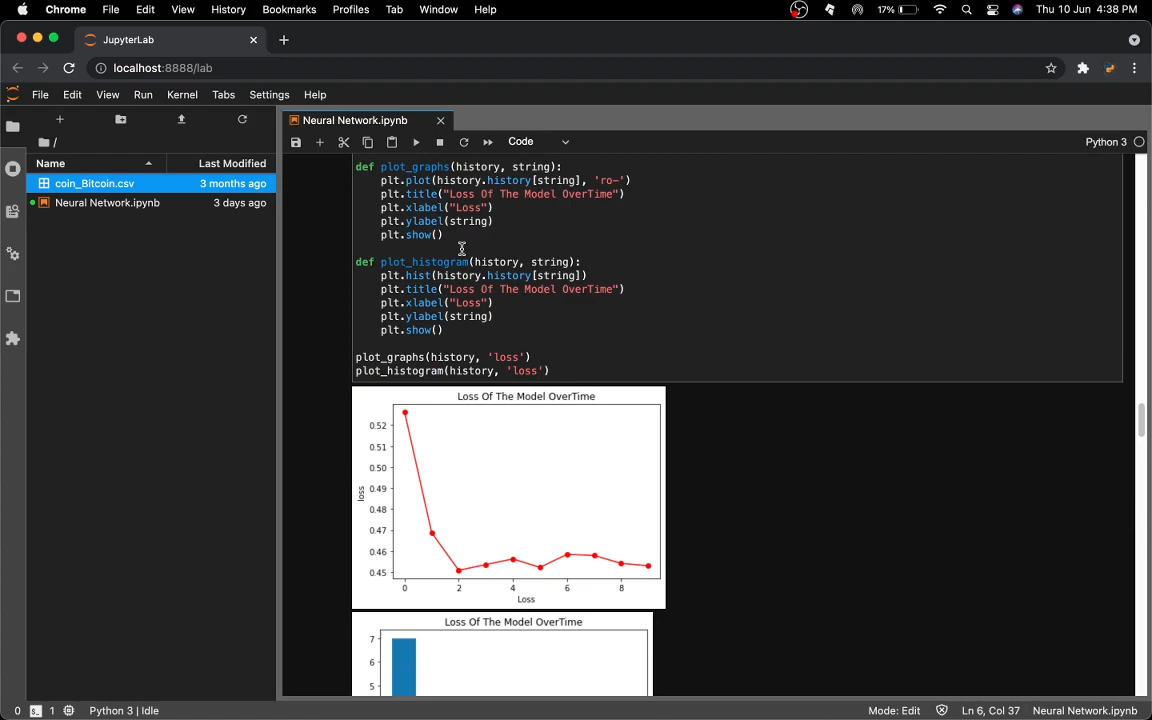 Chrome File Edit View History Bookmarks Profiles Tab Window Help 17% Thu 10 Jun 4:38 PM
JupyterLab
localhost:8888/lab
File Edit View Run Kernel Tabs Settings Help
Neural Network.ipynb
Code Python 3
/
Name Last Modified
coin_Bitcoin.csv 3 months ago
Neural Network.ipynb 3 days ago
def plot_graphs(history, string):
    plt.plot(history.history[string], 'ro-')
    plt.title("Loss Of The Model OverTime")
    plt.xlabel("Loss")
    plt.ylabel(string)
    plt.show()
def plot_histogram(history, string):
    plt.hist(history.history[string])
    plt.title("Loss Of The Model OverTime")
    plt.xlabel("Loss")
    plt.ylabel(string)
    plt.show()
plot_graphs(history, 'loss')
plot_histogram(history, 'loss')
Loss Of The Model OverTime
0.52
0.51
0.50
0.49
0.48
0.47
0.46
0.45
loss
0 2 4 6 8
Loss
Loss Of The Model OverTime
7
6
5
0 1 Python 3 | Idle Mode: Edit Ln 6, Col 37 Neural Network.ipynb